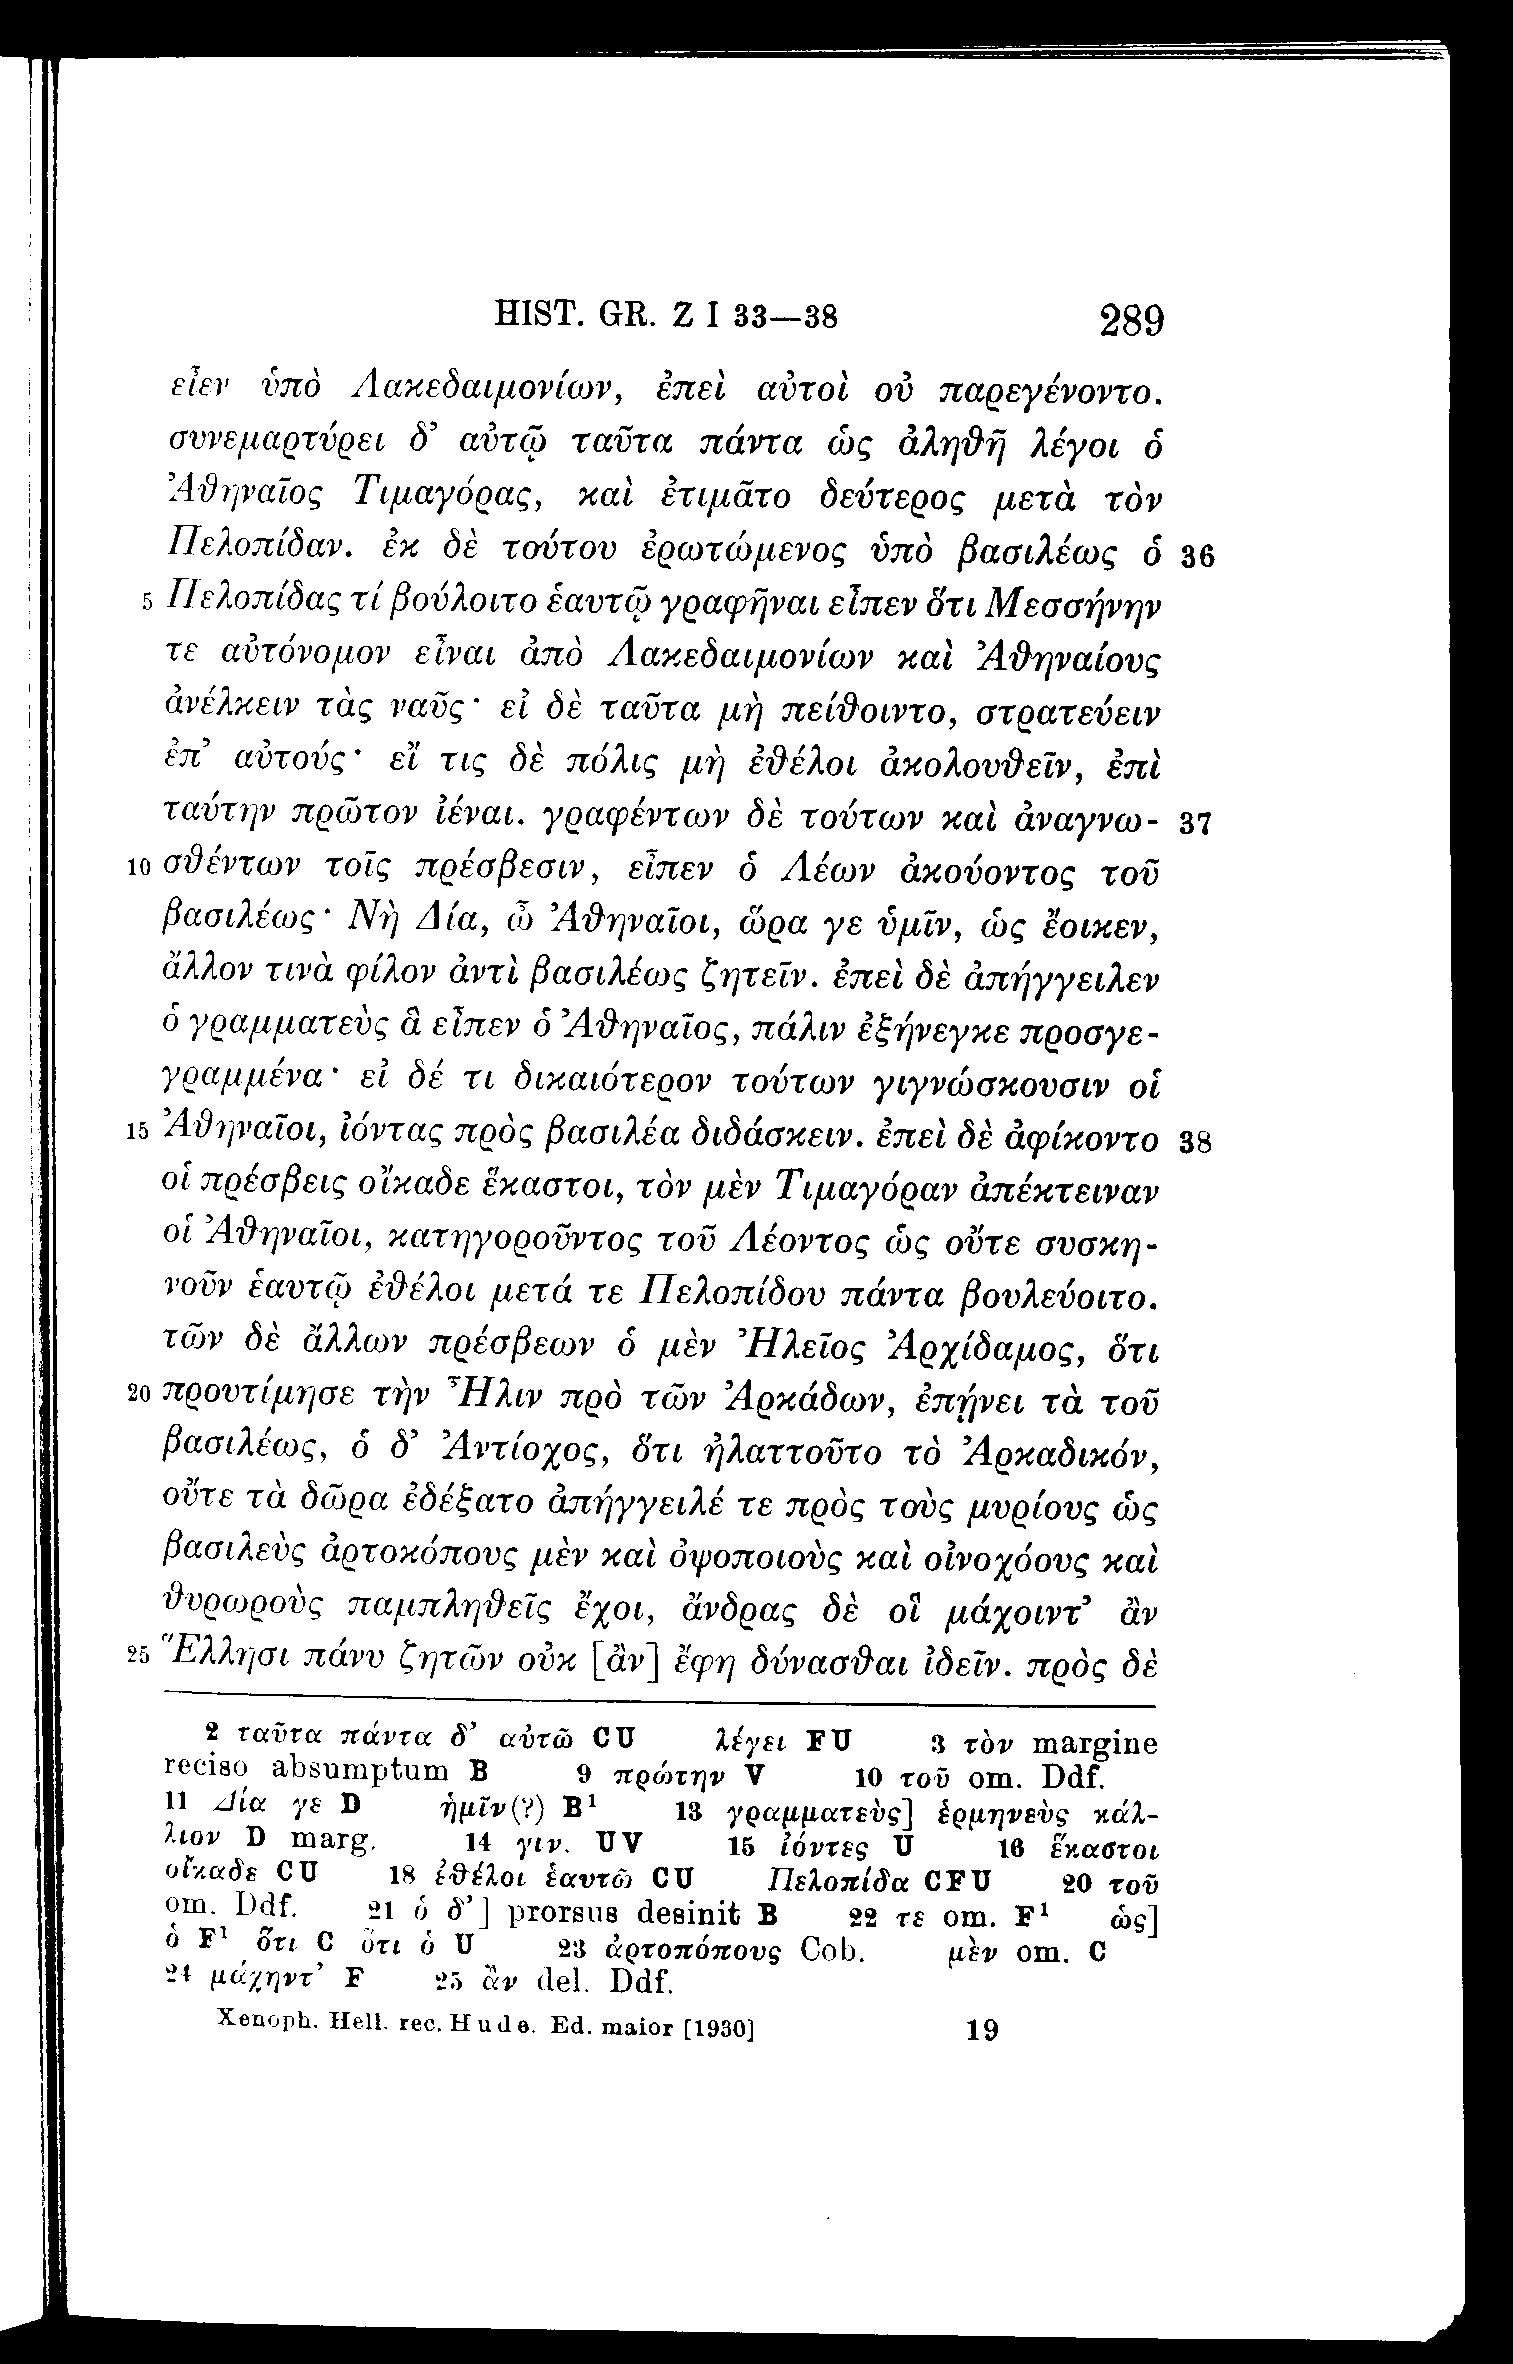 HIST. GR. Z I 33—38 289
εἶεν ὑπὸ Λακεδαιμονίων, ἐπεὶ αὐτοὶ οὐ παρεγένοντο.
συνεμαρτύρει δ’ αὐτῷ ταῦτα πάντα ὡς ἀληθῆ λέγοι ὁ
Ἀθηναῖος Τιμαγόρας, καὶ ἐτιμᾶτο δεύτερος μετὰ τὸν
Πελοπίδαν. ἐκ δὲ τούτου ἐρωτώμενος ὑπὸ βασιλέως ὁ 36
5 Πελοπίδας τί βούλοιτο ἑαυτῷ γραφῆναι εἶπεν ὅτι Μεσσήνην
τε αὐτόνομον εἶναι ἀπὸ Λακεδαιμονίων καὶ Ἀθηναίους
ἀνέλκειν τὰς ναῦς· εἰ δὲ ταῦτα μὴ πείθοιντο, στρατεύειν
ἐπ’ αὐτούς· εἴ τις δὲ πόλις μὴ ἐθέλοι ἀκολουθεῖν, ἐπὶ
ταύτην πρῶτον ἰέναι. γραφέντων δὲ τούτων καὶ ἀναγνω- 37
10 σθέντων τοῖς πρέσβεσιν, εἶπεν ὁ Λέων ἀκούοντος τοῦ
βασιλέως· Νὴ Δία, ὦ Ἀθηναῖοι, ὥρα γε ὑμῖν, ὡς ἔοικεν,
ἄλλον τινὰ φίλον ἀντὶ βασιλέως ζητεῖν. ἐπεὶ δὲ ἀπήγγειλεν
ὁ γραμματεὺς ἃ εἶπεν ὁ Ἀθηναῖος, πάλιν ἐξήνεγκε προσγε-
γραμμένα· εἰ δέ τι δικαιότερον τούτων γιγνώσκουσιν οἱ
15 Ἀθηναῖοι, ἰόντας πρὸς βασιλέα διδάσκειν. ἐπεὶ δὲ ἀφίκοντο 38
οἱ πρέσβεις οἴκαδε ἕκαστοι, τὸν μὲν Τιμαγόραν ἀπέκτειναν
οἱ Ἀθηναῖοι, κατηγοροῦντος τοῦ Λέοντος ὡς οὔτε συσκη-
νοῦν ἑαυτῷ ἐθέλοι μετά τε Πελοπίδου πάντα βουλεύοιτο.
τῶν δὲ ἄλλων πρέσβεων ὁ μὲν Ἠλεῖος Ἀρχίδαμος, ὅτι
20 προυτίμησε τὴν Ἦλιν πρὸ τῶν Ἀρκάδων, ἐπῄνει τὰ τοῦ
βασιλέως, ὁ δ’ Ἀντίοχος, ὅτι ἠλαττοῦτο τὸ Ἀρκαδικόν,
οὔτε τὰ δῶρα ἐδέξατο ἀπήγγειλέ τε πρὸς τοὺς μυρίους ὡς
βασιλεὺς ἀρτοκόπους μὲν καὶ ὀψοποιοὺς καὶ οἰνοχόους καὶ
θυρωροὺς παμπληθεῖς ἔχοι, ἄνδρας δὲ οἳ μάχοιντ’ ἂν
25 Ἕλλησι πάνυ ζητῶν οὐκ [ἂν] ἔφη δύνασθαι ἰδεῖν. πρὸς δὲ
2 ταῦτα πάντα δ’ αὐτῶ CU λέγει FU 3 τὸν margine
reciso absumptum B 9 πρώτην V 10 τοῦ om. Ddf.
11 Δία γε D ἡμῖν(?) B¹ 13 γραμματεὺς] ἑρμηνεὺς κάλ-
λιον D marg. 14 γιν. UV 15 ἰόντες U 16 ἕκαστοι
οἴκαδε CU 18 ἐθέλοι ἑαυτῶ CU Πελοπίδα CFU 20 τοῦ
om. Ddf. 21 ὁ δ’] prorsus desinit B 22 τε om. F¹ ὡς]
ὁ F¹ ὅτι C ὅτι ὁ U 23 ἀρτοπόπους Cob. μὲν om. C
24 μάχηντ’ F 25 ἂν del. Ddf.
Xenoph. Hell. rec. Hude. Ed. maior [1930] 19